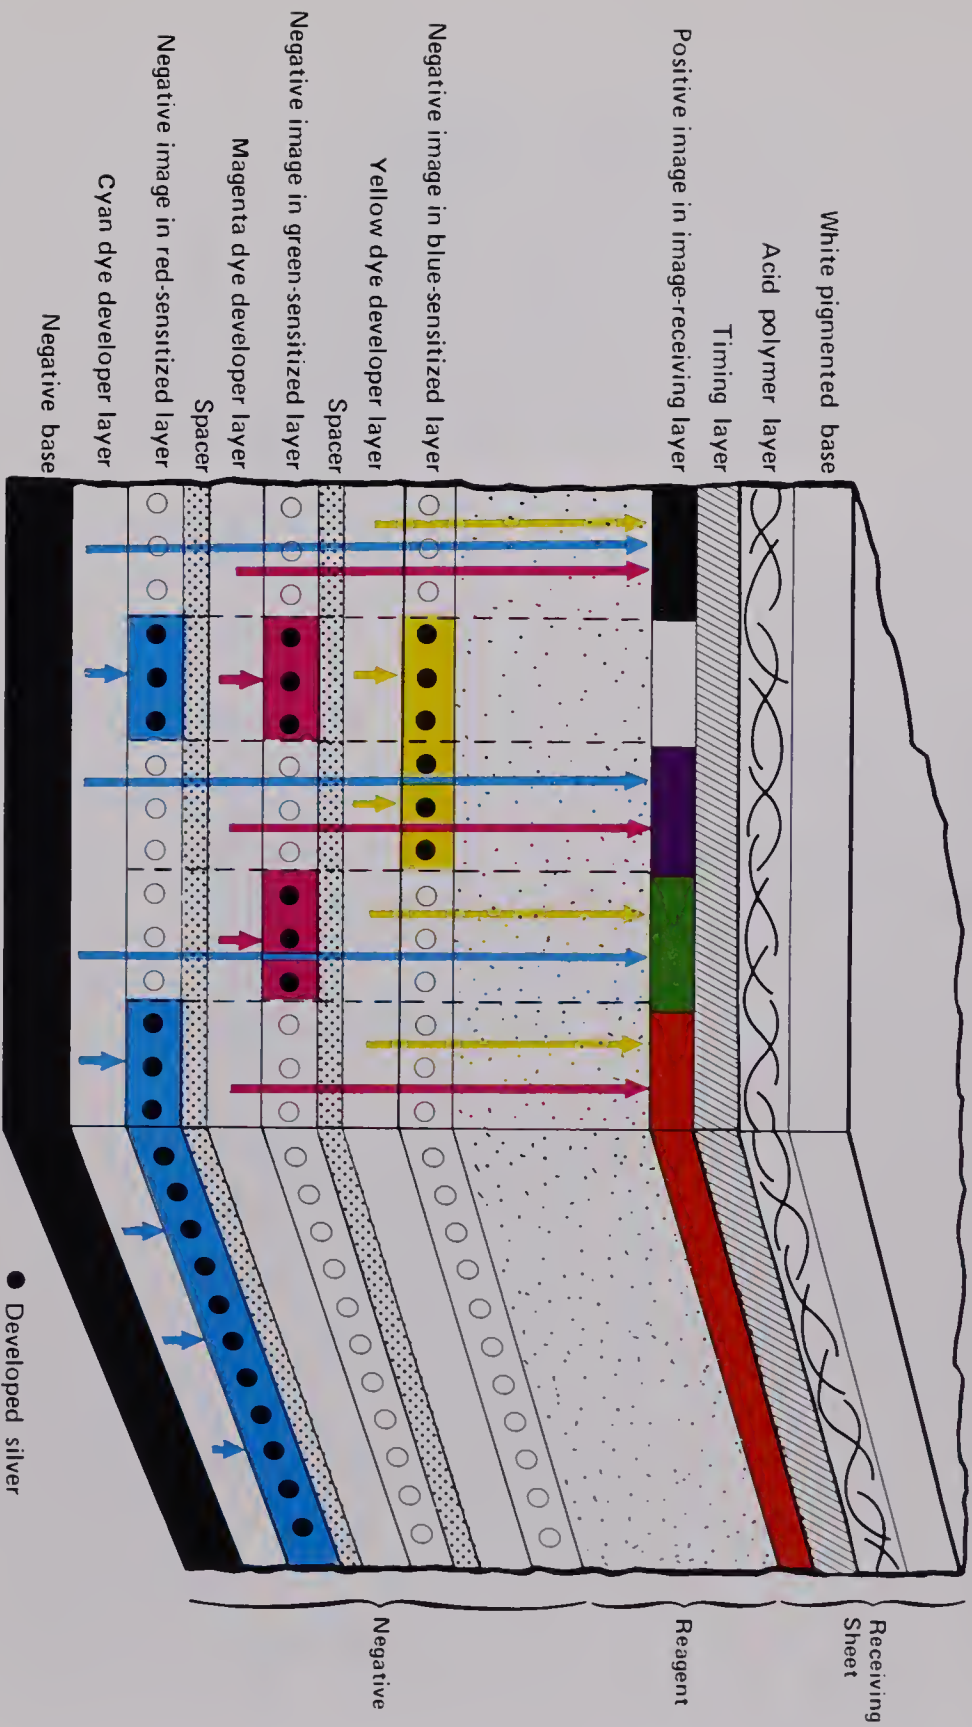 White pigmented base
Acid polymer layer
Timing layer
Positive image in image-receiving layer
Negative image in blue-sensitized layer
Yellow dye developer layer
Spacer
Negative image in green-sensitized layer
Magenta dye developer layer
Spacer
Negative image in red-sensitized layer
Cyan dye developer layer
Negative base
Receiving
Sheet
Reagent
Negative
Developed silver